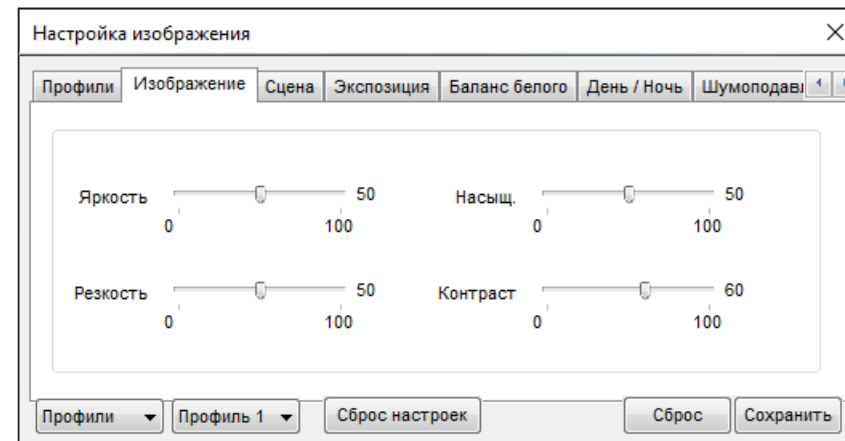 Настройка изображения
Профили Изображение Сцена Экспозиция Баланс белого День / Ночь Шумоподав
Яркость 50 Насыщ. 50
0 100 0 100
Резкость 50 Контраст 60
0 100 0 100
Профили Профиль 1 Сброс настроек Сброс Сохранить